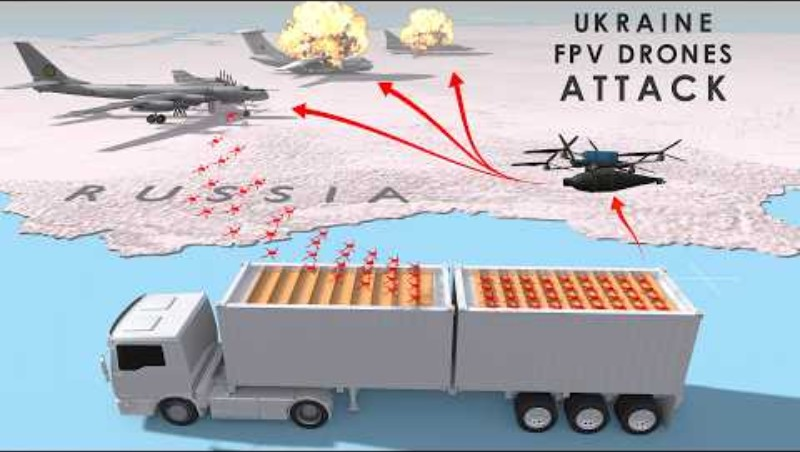 UKRAINE
FPV DRONES
ATTACK
RUSSIA